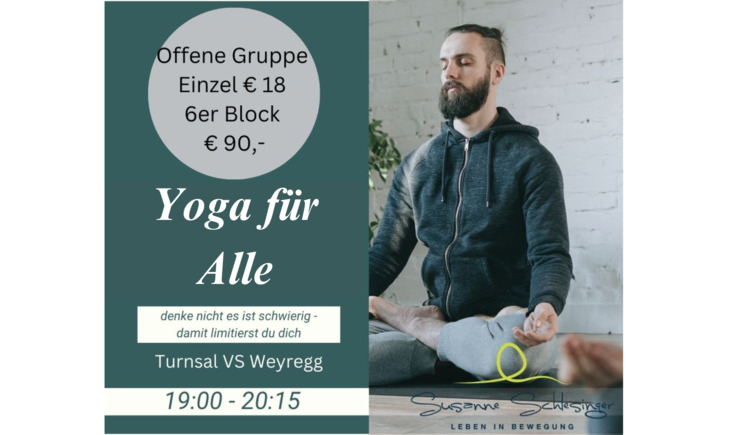 Offene Gruppe
Einzel € 18
6er Block
€ 90,-
Yoga für
Alle
denke nicht es ist schwierig -
damit limitierst du dich
Turnsal VS Weyregg
19:00 - 20:15
Susanne Schlesinger
LEBEN IN BEWEGUNG